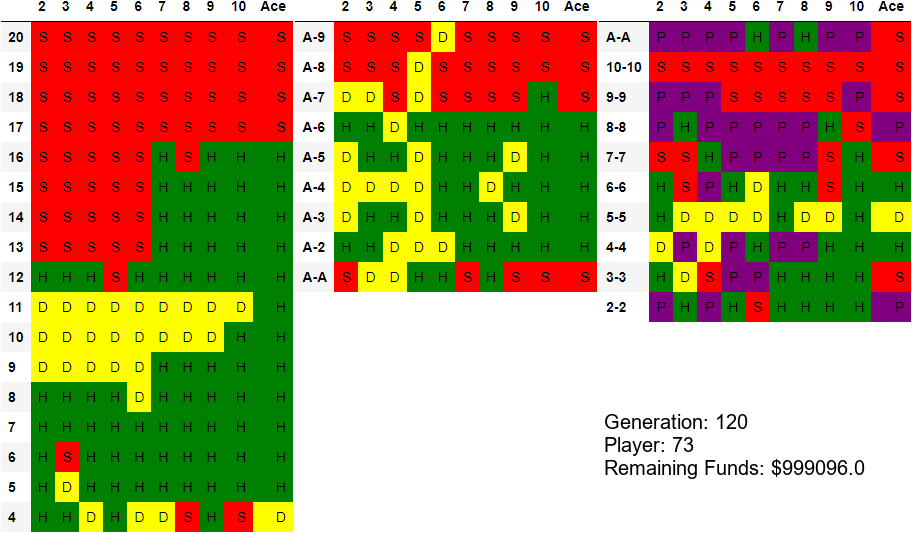 2 3 4 5 6 7 8 9 10 Ace
20 S S S S S S S S S S
19 S S S S S S S S S S
18 S S S S S S S S S S
17 S S S S S S S S S S
16 S S S S S H S H H H
15 S S S S S H H H H H
14 S S S S S H H H H H
13 S S S S S H H H H H
12 H H H S H H H H H H
11 D D D D D D D D D H
10 D D D D D D D D H H
9 D D D D D H H H H H
8 H H H H D H H H H H
7 H H H H H H H H H H
6 H S H H H H H H H H
5 H D H H H H H H H H
4 H H D H D D S H S D
2 3 4 5 6 7 8 9 10 Ace
A-9 S S S S D S S S S S
A-8 S S S D S S S S S S
A-7 D D S D S S S S H S
A-6 H H D H H H H H H H
A-5 D H H D H H H D H H
A-4 D D D D H H D H H H
A-3 D H H D H H H D H H
A-2 H H D D D H H H H H
A-A S D D H H S H S S S
2 3 4 5 6 7 8 9 10 Ace
A-A P P P P H P H P P S
10-10 S S S S S S S S S S
9-9 P P P S S S S S P S
8-8 P H P P P P P H S P
7-7 S S H P P P P S H S
6-6 H S P H D H H S H H
5-5 H D D D D H D D H D
4-4 D P D P H P P H H H
3-3 H D S P P H H H H S
2-2 P H P H S H H H H P
Generation: 120
Player: 73
Remaining Funds: $999096.0